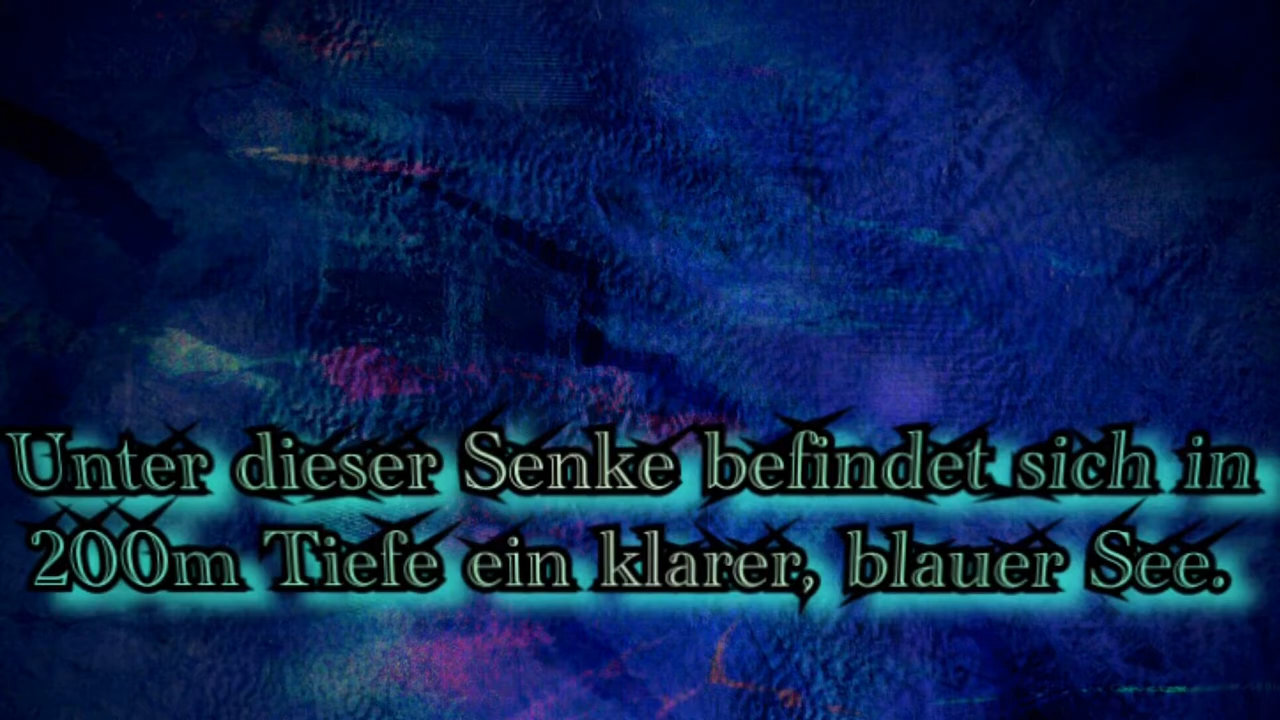 Unter dieser Senke befindet sich in
200m Tiefe ein klarer, blauer See.